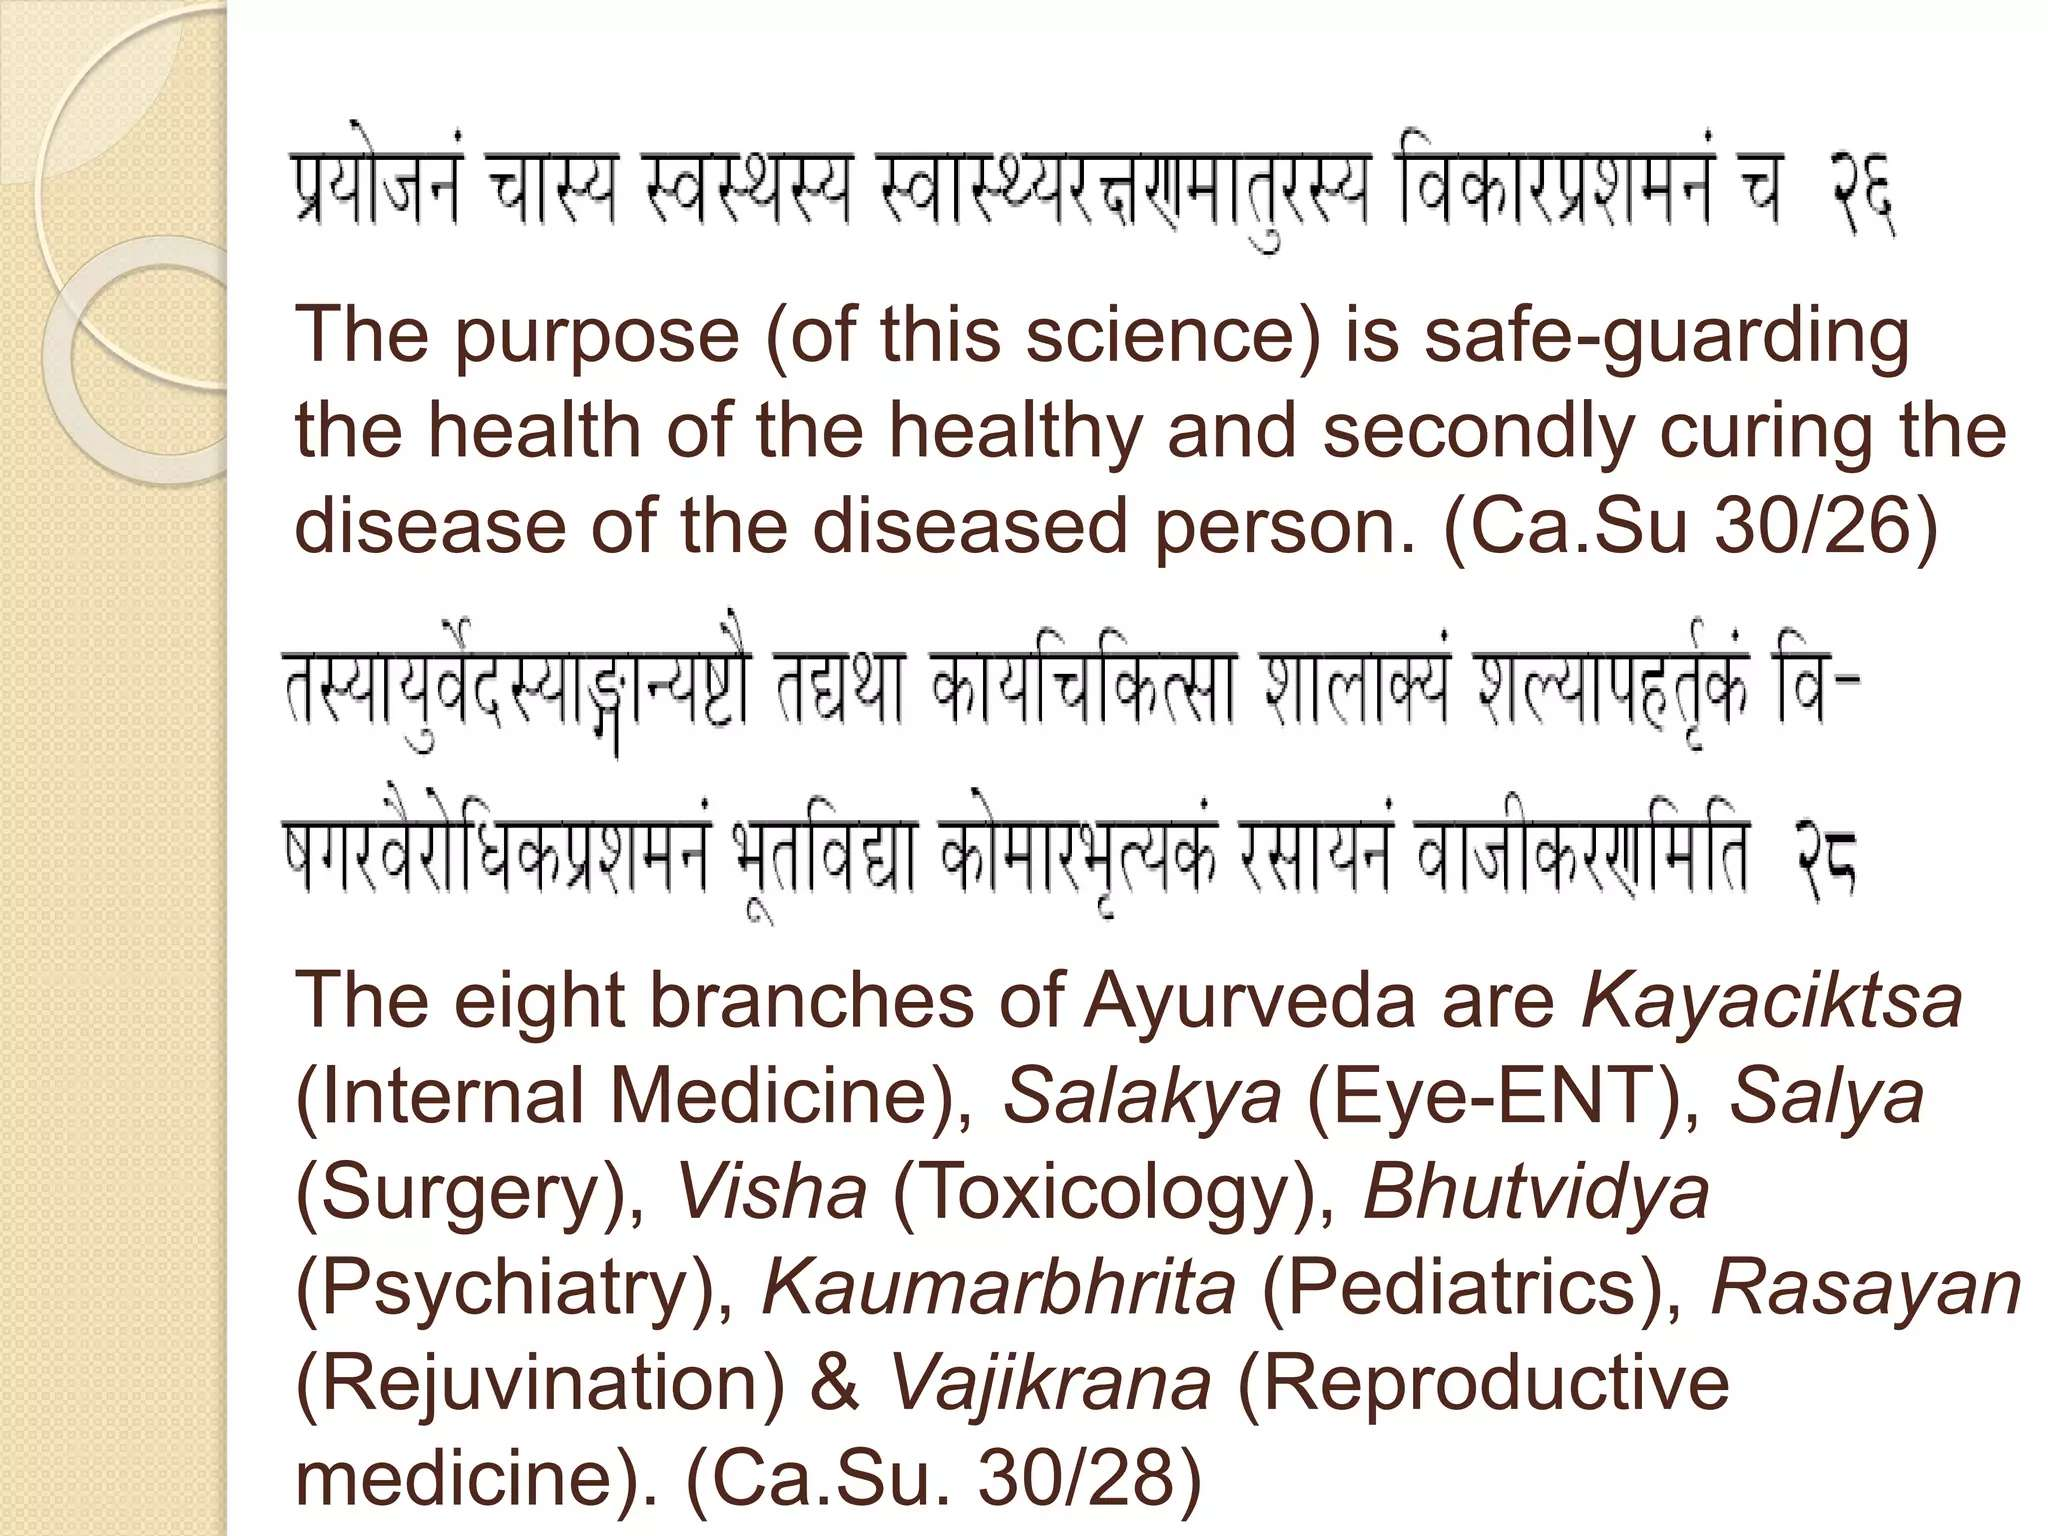 प्रयोजनं चास्य स्वस्थस्य स्वास्थ्यरक्षणमातुरस्य विकारप्रशमनं च २६
The purpose (of this science) is safe-guarding
the health of the healthy and secondly curing the
disease of the diseased person. (Ca.Su 30/26)
तस्यायुर्वेदस्याङ्गान्यष्टौ तद्यथा कायचिकित्सा शालाक्यं शल्यापहर्तृकं वि-
षगरवैरोधिकप्रशमनं भूतविद्या कोमारभृत्यकं रसायनं वाजीकरणमिति २८
The eight branches of Ayurveda are Kayaciktsa
(Internal Medicine), Salakya (Eye-ENT), Salya
(Surgery), Visha (Toxicology), Bhutvidya
(Psychiatry), Kaumarbhrita (Pediatrics), Rasayan
(Rejuvination) & Vajikrana (Reproductive
medicine). (Ca.Su. 30/28)